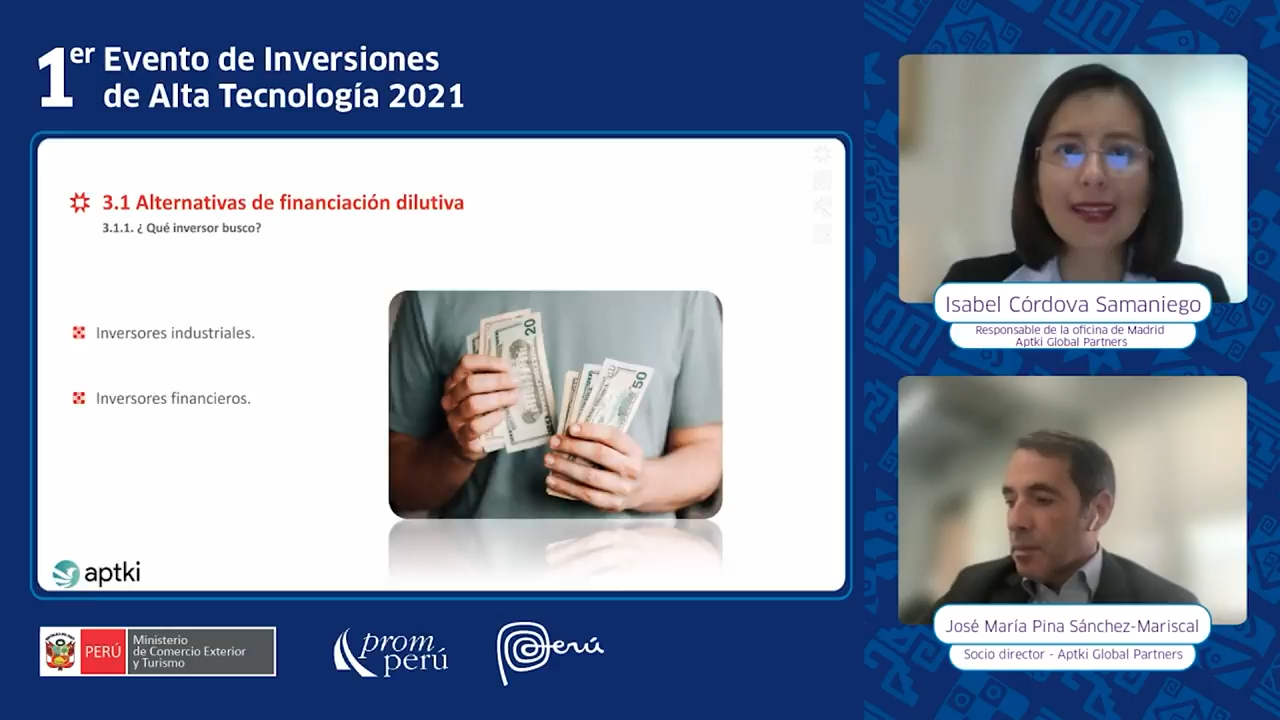 1er Evento de Inversiones
de Alta Tecnología 2021
3.1 Alternativas de financiación dilutiva
3.1.1. ¿ Qué inversor busco?
Inversores industriales.
Inversores financieros.
20
50
aptki
PERÚ
Ministerio
de Comercio Exterior
y Turismo
prom
perú
Perú
Isabel Córdova Samaniego
Responsable de la oficina de Madrid
Aptki Global Partners
José María Pina Sánchez-Mariscal
Socio director - Aptki Global Partners